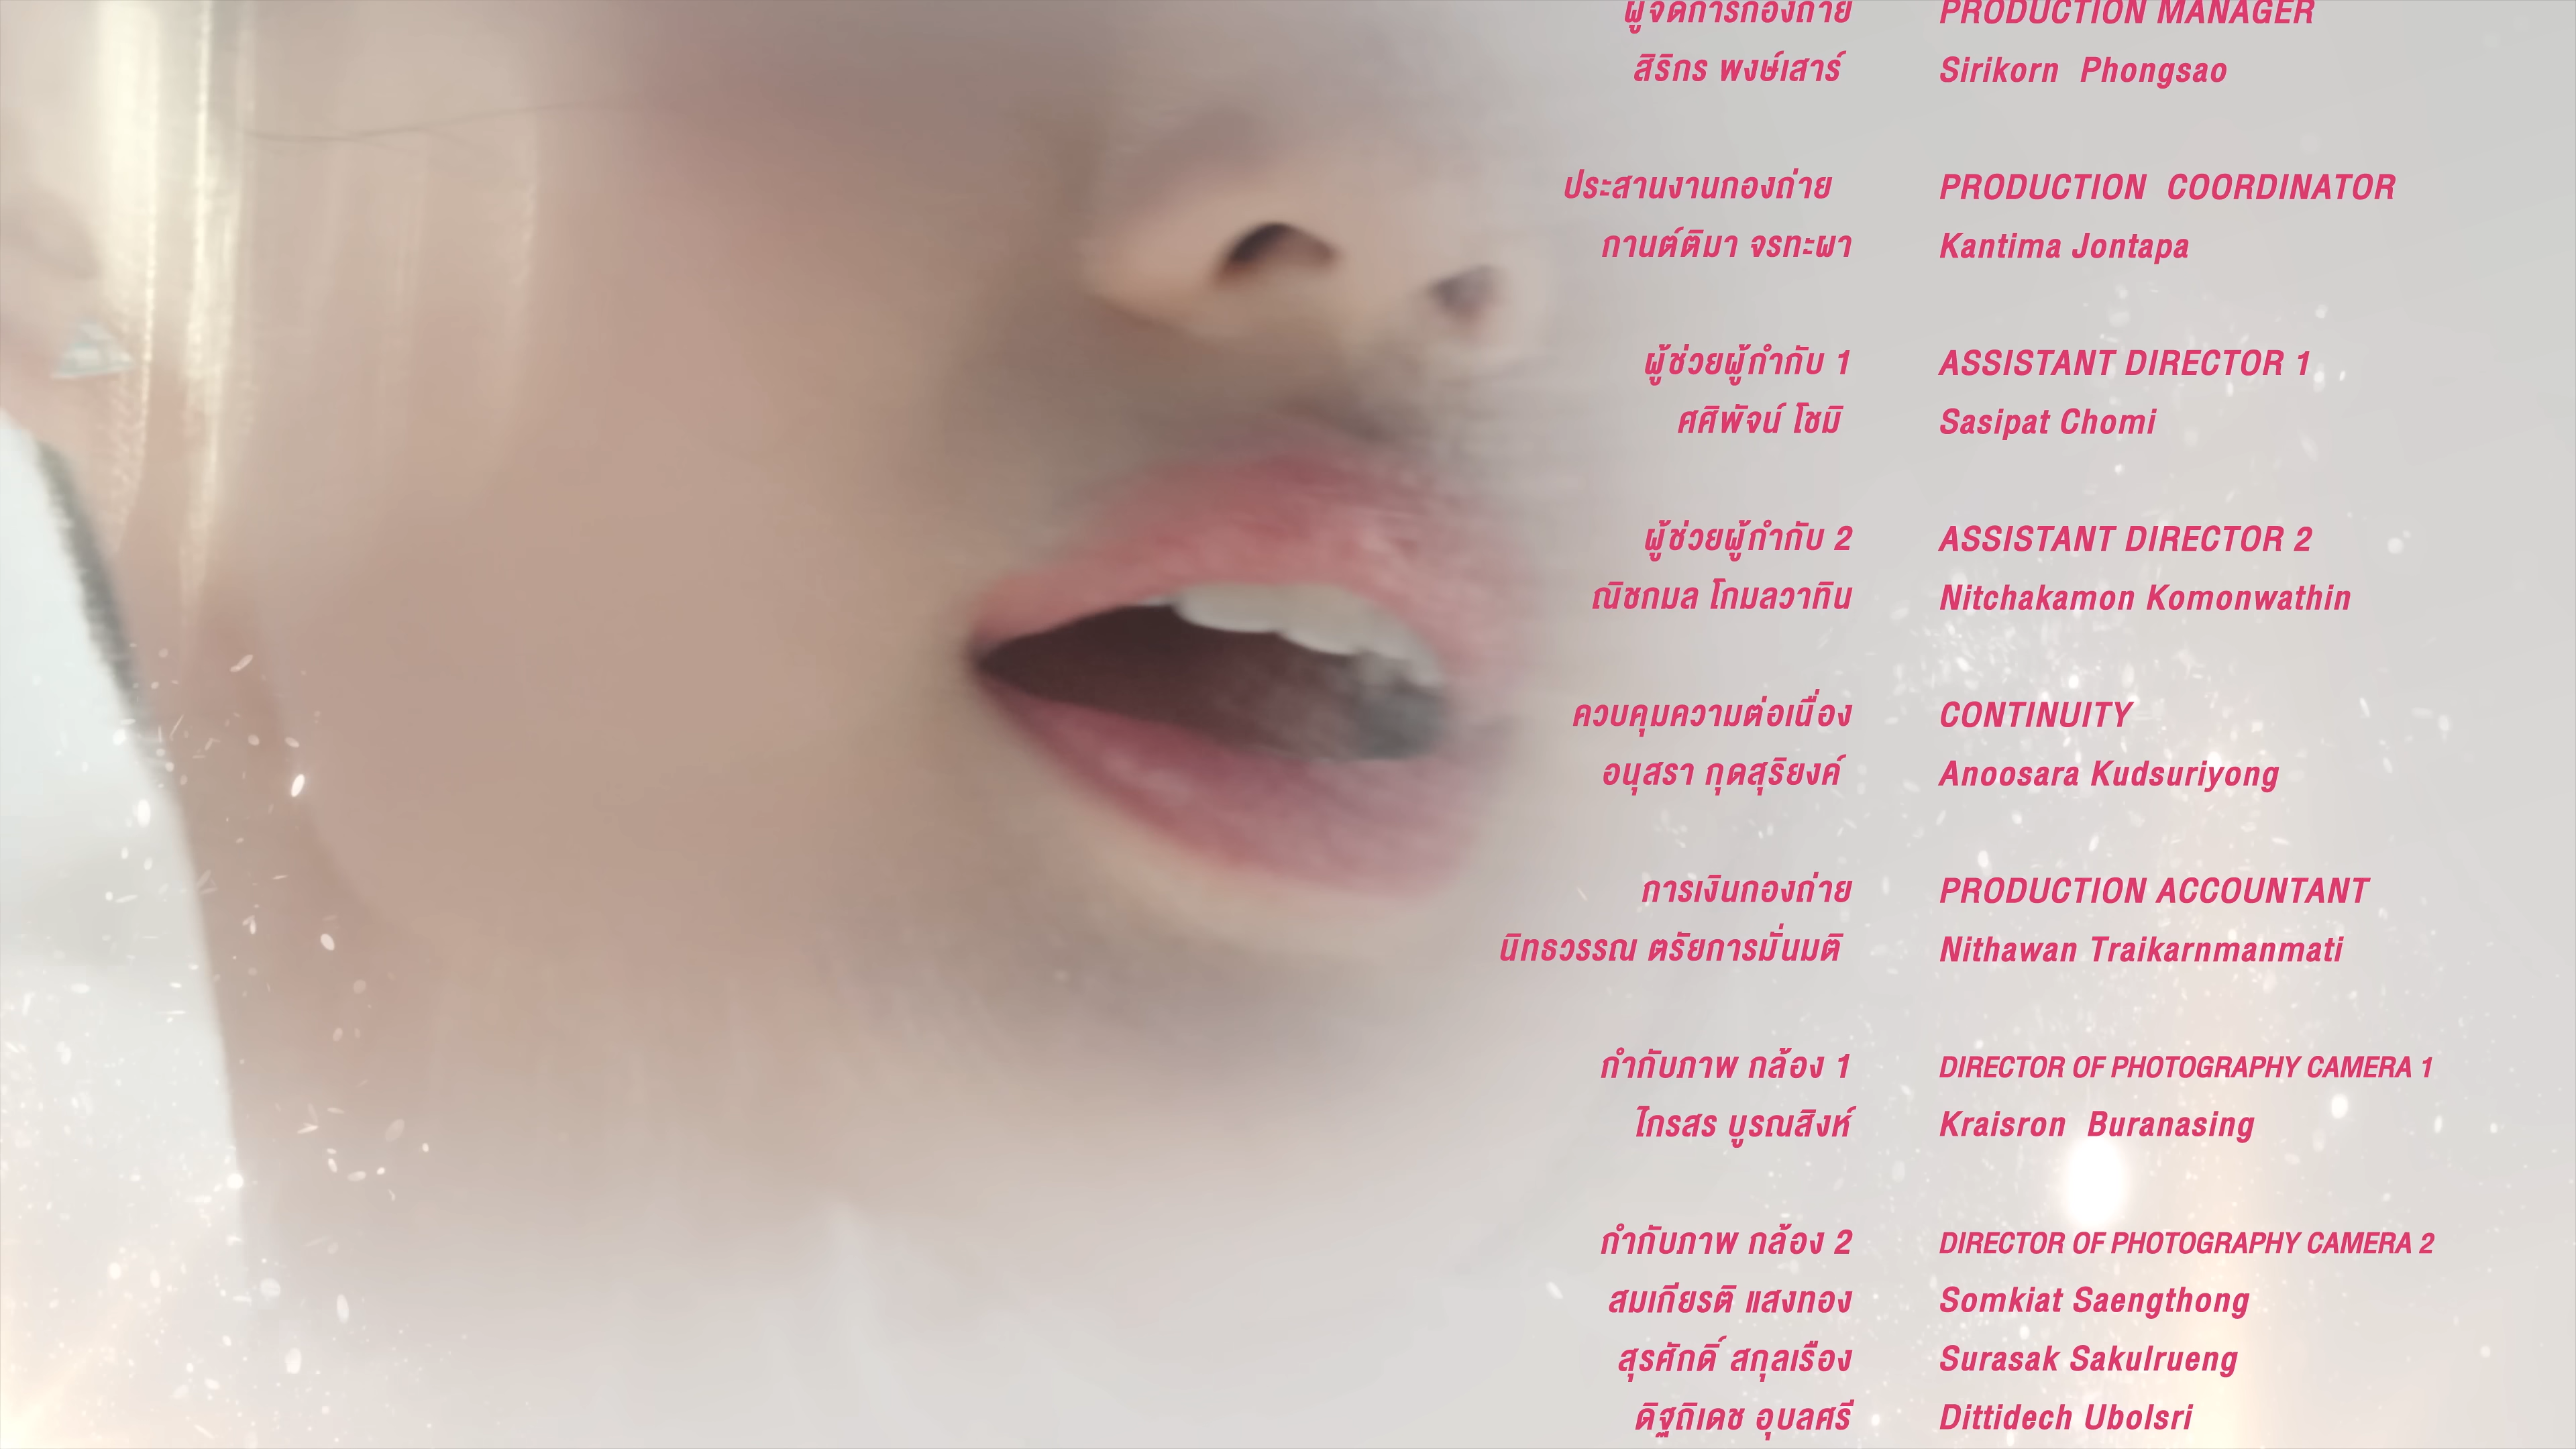 ผู้จัดการกองถ่าย PRODUCTION MANAGER
สิริกร พงษ์เสาร์ Sirikorn Phongsao
ประสานงานกองถ่าย PRODUCTION COORDINATOR
กานต์ติมา จรทะผา Kantima Jontapa
ผู้ช่วยผู้กำกับ 1 ASSISTANT DIRECTOR 1
ศศิพัจน์ โชมิ Sasipat Chomi
ผู้ช่วยผู้กำกับ 2 ASSISTANT DIRECTOR 2
ณิชกมล โกมลวาทิน Nitchakamon Komonwathin
ควบคุมความต่อเนื่อง CONTINUITY
อนุสรา กุดสุริยงค์ Anoosara Kudsuriyong
การเงินกองถ่าย PRODUCTION ACCOUNTANT
นิทธวรรณ ตรัยการมั่นมติ Nithawan Traikarnmanmati
กำกับภาพ กล้อง 1 DIRECTOR OF PHOTOGRAPHY CAMERA 1
ไกรสร บูรณสิงห์ Kraisron Buranasing
กำกับภาพ กล้อง 2 DIRECTOR OF PHOTOGRAPHY CAMERA 2
สมเกียรติ แสงทอง Somkiat Saengthong
สุรศักดิ์ สกุลเรือง Surasak Sakulrueng
ดิฐถิเดช อุบลศรี Dittidech Ubolsri